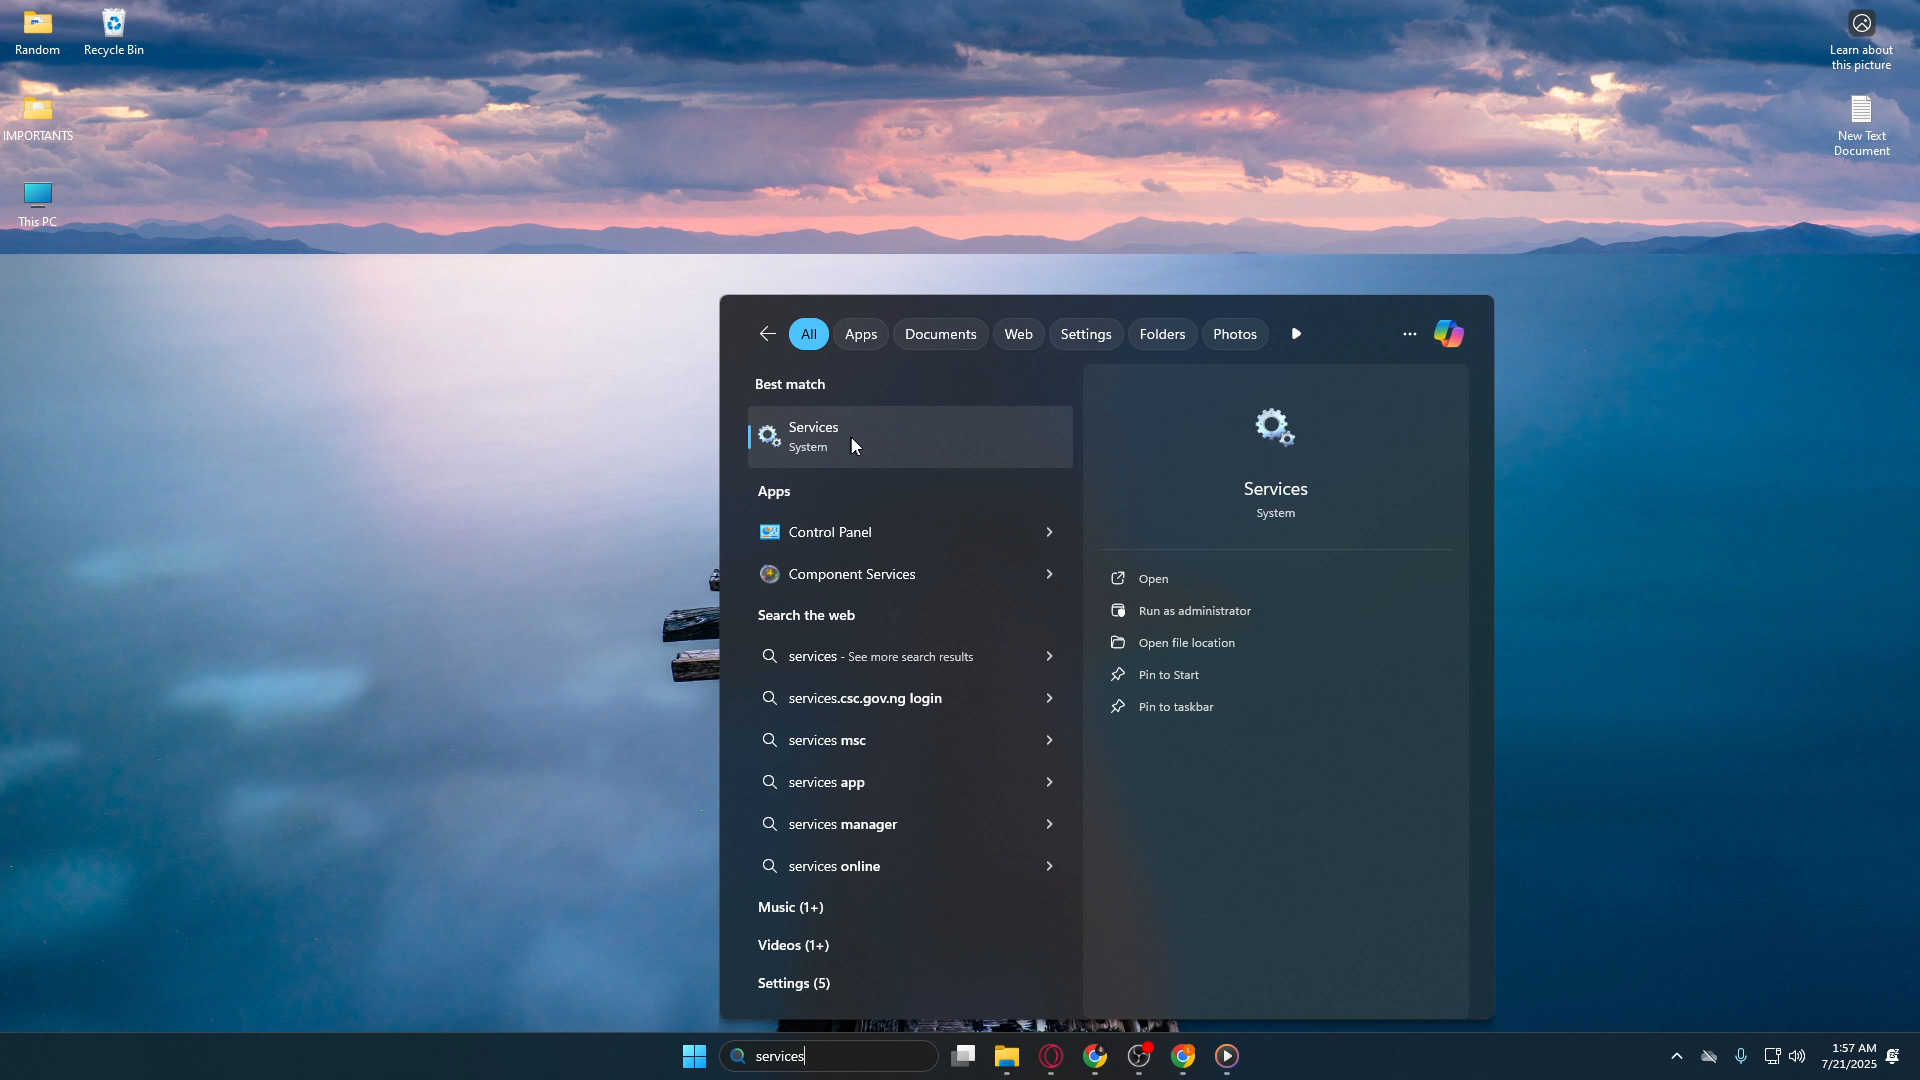 Random
Recycle Bin
Learn about
this picture
IMPORTANTS
New Text
Document
This PC
All
Apps
Documents
Web
Settings
Folders
Photos
Best match
Services
System
Apps
Control Panel
Component Services
Search the web
services - See more search results
services.csc.gov.ng login
services msc
services app
services manager
services online
Music (1+)
Videos (1+)
Settings (5)
Services
System
Open
Run as administrator
Open file location
Pin to Start
Pin to taskbar
services
1:57 AM
7/21/2025